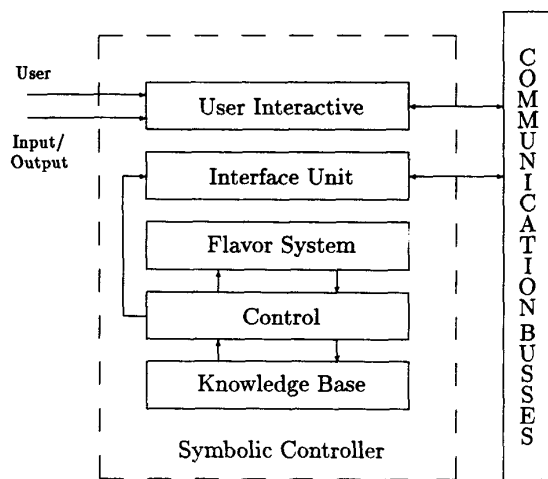 User
Input/
Output
User Interactive
Interface Unit
Flavor System
Control
Knowledge Base
Symbolic Controller
COMMUNICATION BUSSES